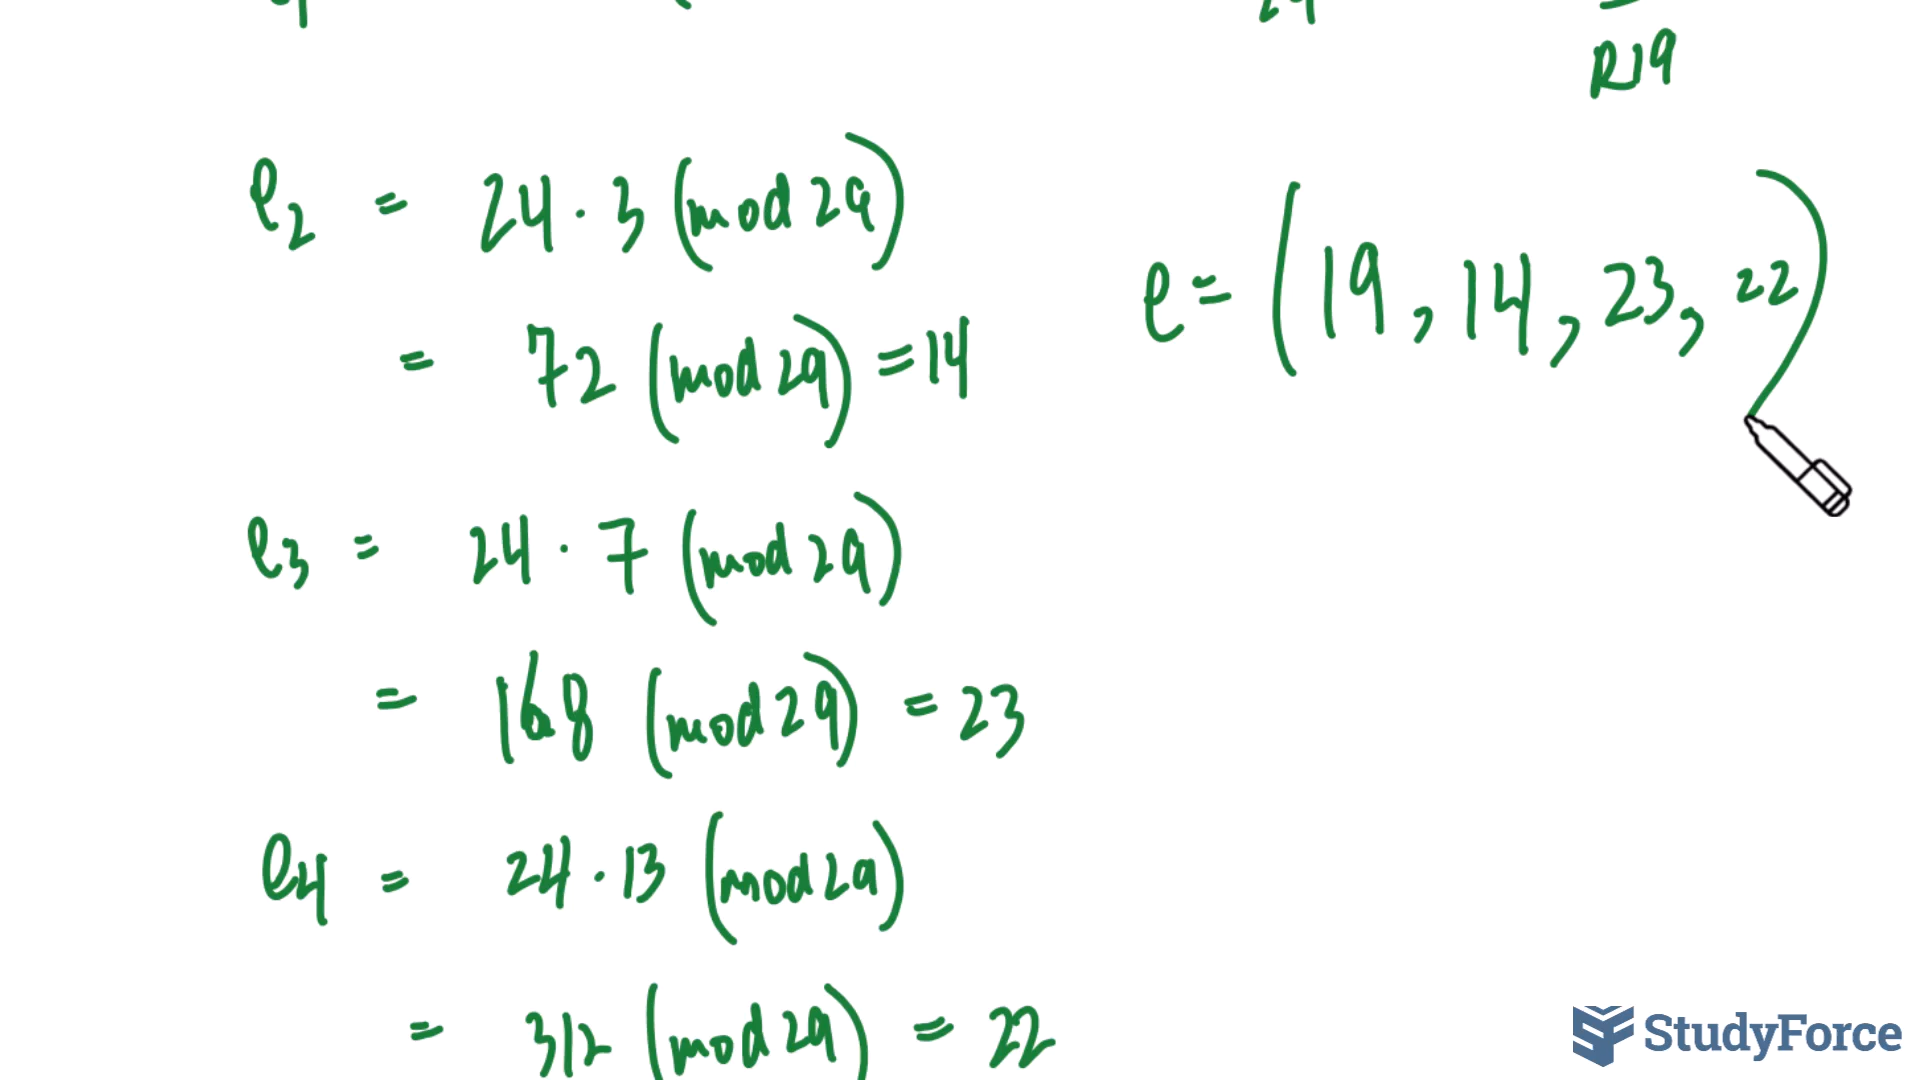 R19
e2 = 24 · 3 (mod 29)
= 72 (mod 29) = 14
e = (19, 14, 23, 22)
e3 = 24 · 7 (mod 29)
= 168 (mod 29) = 23
e4 = 24 · 13 (mod 29)
= 312 (mod 29) = 22
StudyForce